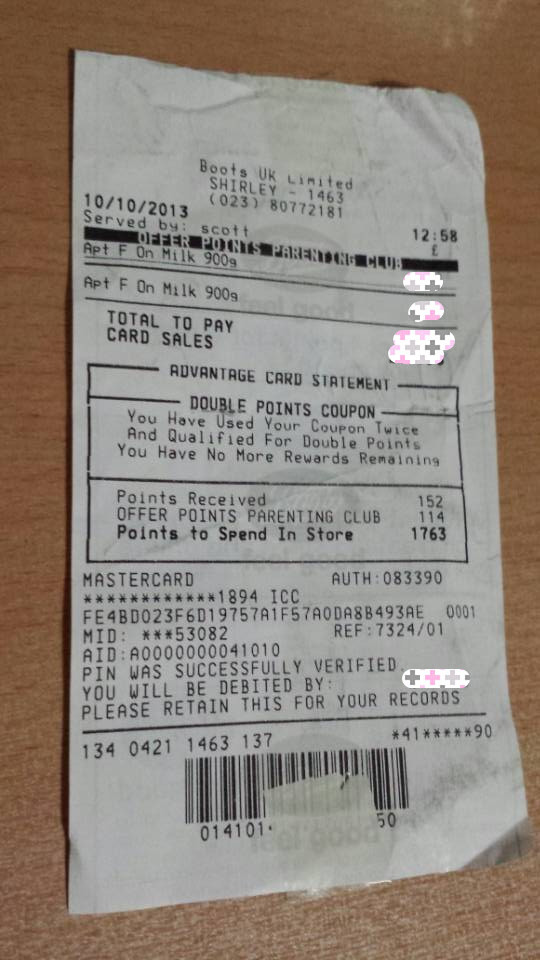 Boots UK Limited
SHIRLEY - 1463
(023) 80772181
10/10/2013 12:58
Served by: scott £
OFFER POINTS PARENTING CLUB
Apt F On Milk 900g
Apt F On Milk 900g
TOTAL TO PAY
CARD SALES
ADVANTAGE CARD STATEMENT
DOUBLE POINTS COUPON
You Have Used Your Coupon Twice
And Qualified For Double Points
You Have No More Rewards Remaining
Points Received 152
OFFER POINTS PARENTING CLUB 114
Points to Spend In Store 1763
MASTERCARD AUTH:083390
************1894 ICC
FE4BD023F6D19757A1F57A0DA8B493AE 0001
MID: ***53082 REF:7324/01
AID:A0000000041010
PIN WAS SUCCESSFULLY VERIFIED.
YOU WILL BE DEBITED BY:
PLEASE RETAIN THIS FOR YOUR RECORDS
134 0421 1463 137 *41*****90
014101 50